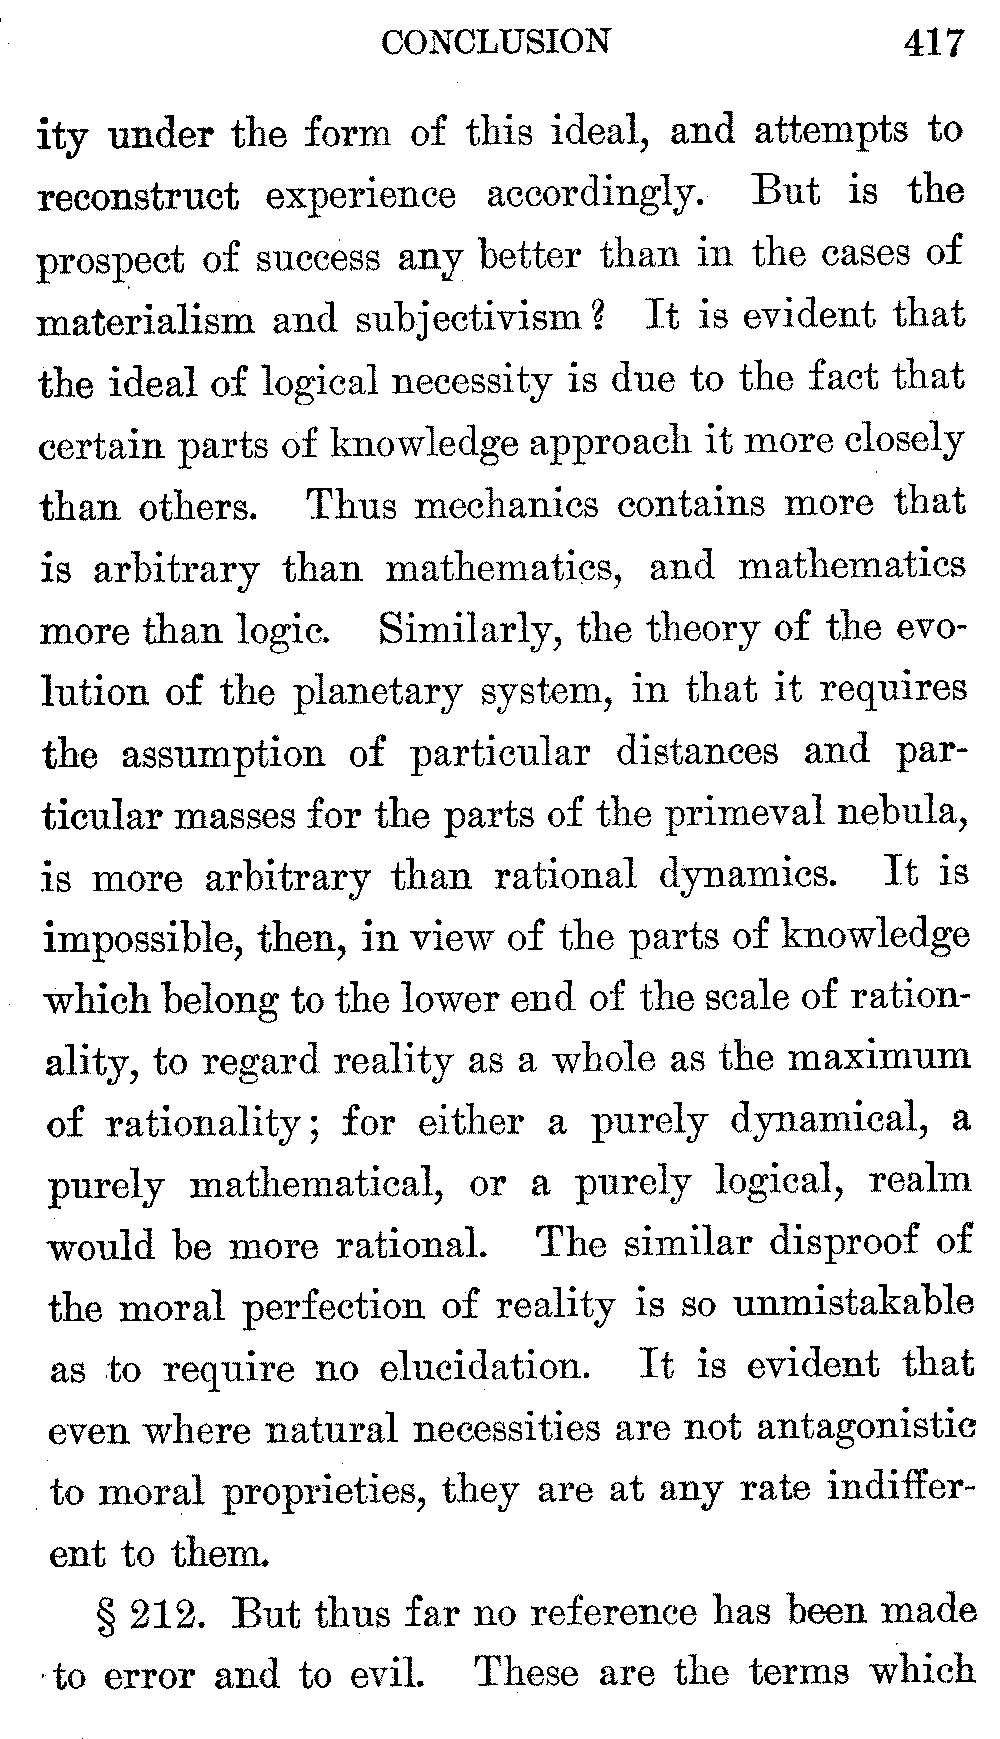 CONCLUSION 417
ity under the form of this ideal, and attempts to
reconstruct experience accordingly. But is the
prospect of success any better than in the cases of
materialism and subjectivism? It is evident that
the ideal of logical necessity is due to the fact that
certain parts of knowledge approach it more closely
than others. Thus mechanics contains more that
is arbitrary than mathematics, and mathematics
more than logic. Similarly, the theory of the evo-
lution of the planetary system, in that it requires
the assumption of particular distances and par-
ticular masses for the parts of the primeval nebula,
is more arbitrary than rational dynamics. It is
impossible, then, in view of the parts of knowledge
which belong to the lower end of the scale of ration-
ality, to regard reality as a whole as the maximum
of rationality; for either a purely dynamical, a
purely mathematical, or a purely logical, realm
would be more rational. The similar disproof of
the moral perfection of reality is so unmistakable
as to require no elucidation. It is evident that
even where natural necessities are not antagonistic
to moral proprieties, they are at any rate indiffer-
ent to them.
§ 212. But thus far no reference has been made
to error and to evil. These are the terms which